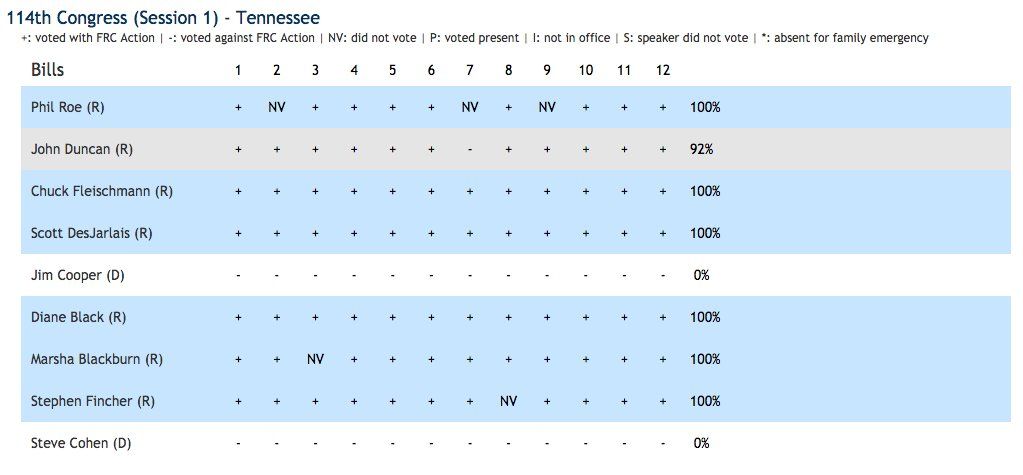 114th Congress (Session 1) - Tennessee
+: voted with FRC Action | -: voted against FRC Action | NV: did not vote | P: voted present | I: not in office | S: speaker did not vote | *: absent for family emergency
Bills 1 2 3 4 5 6 7 8 9 10 11 12
Phil Roe (R) + NV + + + + NV + NV + + + 100%
John Duncan (R) + + + + + + - + + + + + 92%
Chuck Fleischmann (R) + + + + + + + + + + + + 100%
Scott DesJarlais (R) + + + + + + + + + + + + 100%
Jim Cooper (D) - - - - - - - - - - - - 0%
Diane Black (R) + + + + + + + + + + + + 100%
Marsha Blackburn (R) + + NV + + + + + + + + + 100%
Stephen Fincher (R) + + + + + + + NV + + + + 100%
Steve Cohen (D) - - - - - - - - - - - - 0%